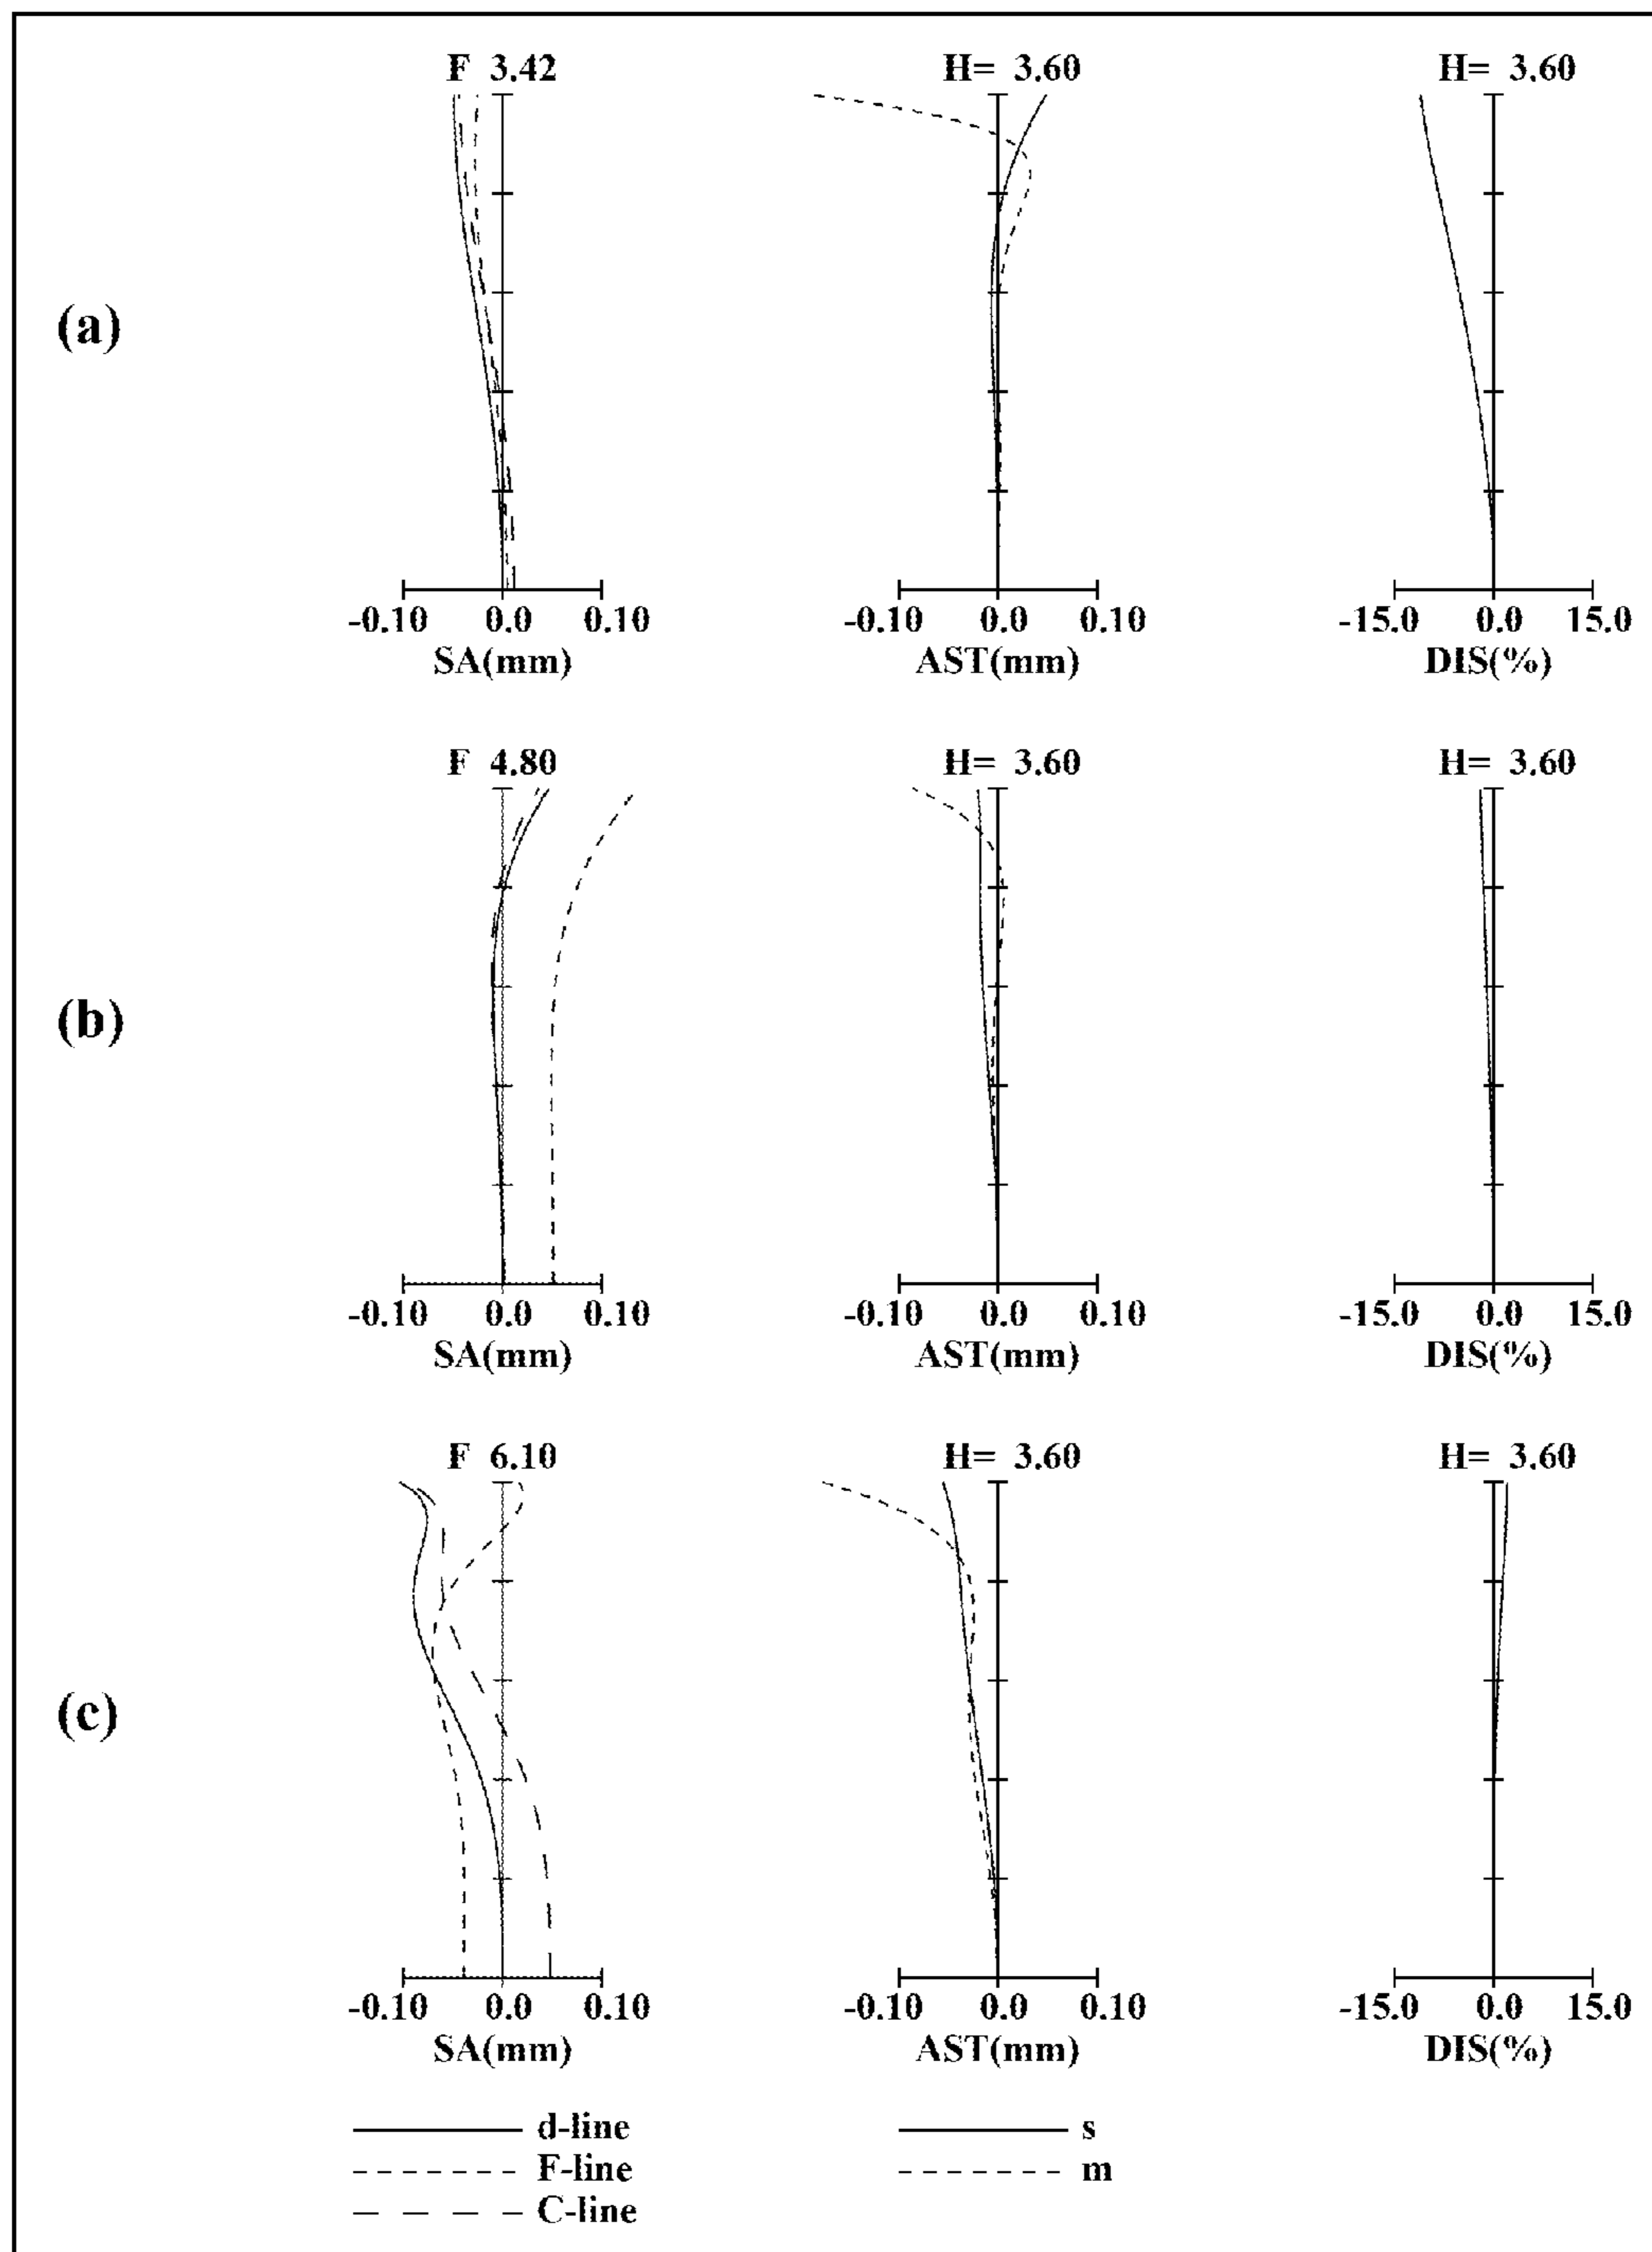 F 3.42 H= 3.60 H= 3.60
(a)
-0.10 0.0 0.10 -0.10 0.0 0.10 -15.0 0.0 15.0
SA(mm) AST(mm) DIS(%)
F 4.80 H= 3.60 H= 3.60
(b)
-0.10 0.0 0.10 -0.10 0.0 0.10 -15.0 0.0 15.0
SA(mm) AST(mm) DIS(%)
F 6.10 H= 3.60 H= 3.60
(c)
-0.10 0.0 0.10 -0.10 0.0 0.10 -15.0 0.0 15.0
SA(mm) AST(mm) DIS(%)
d-line s
F-line m
C-line